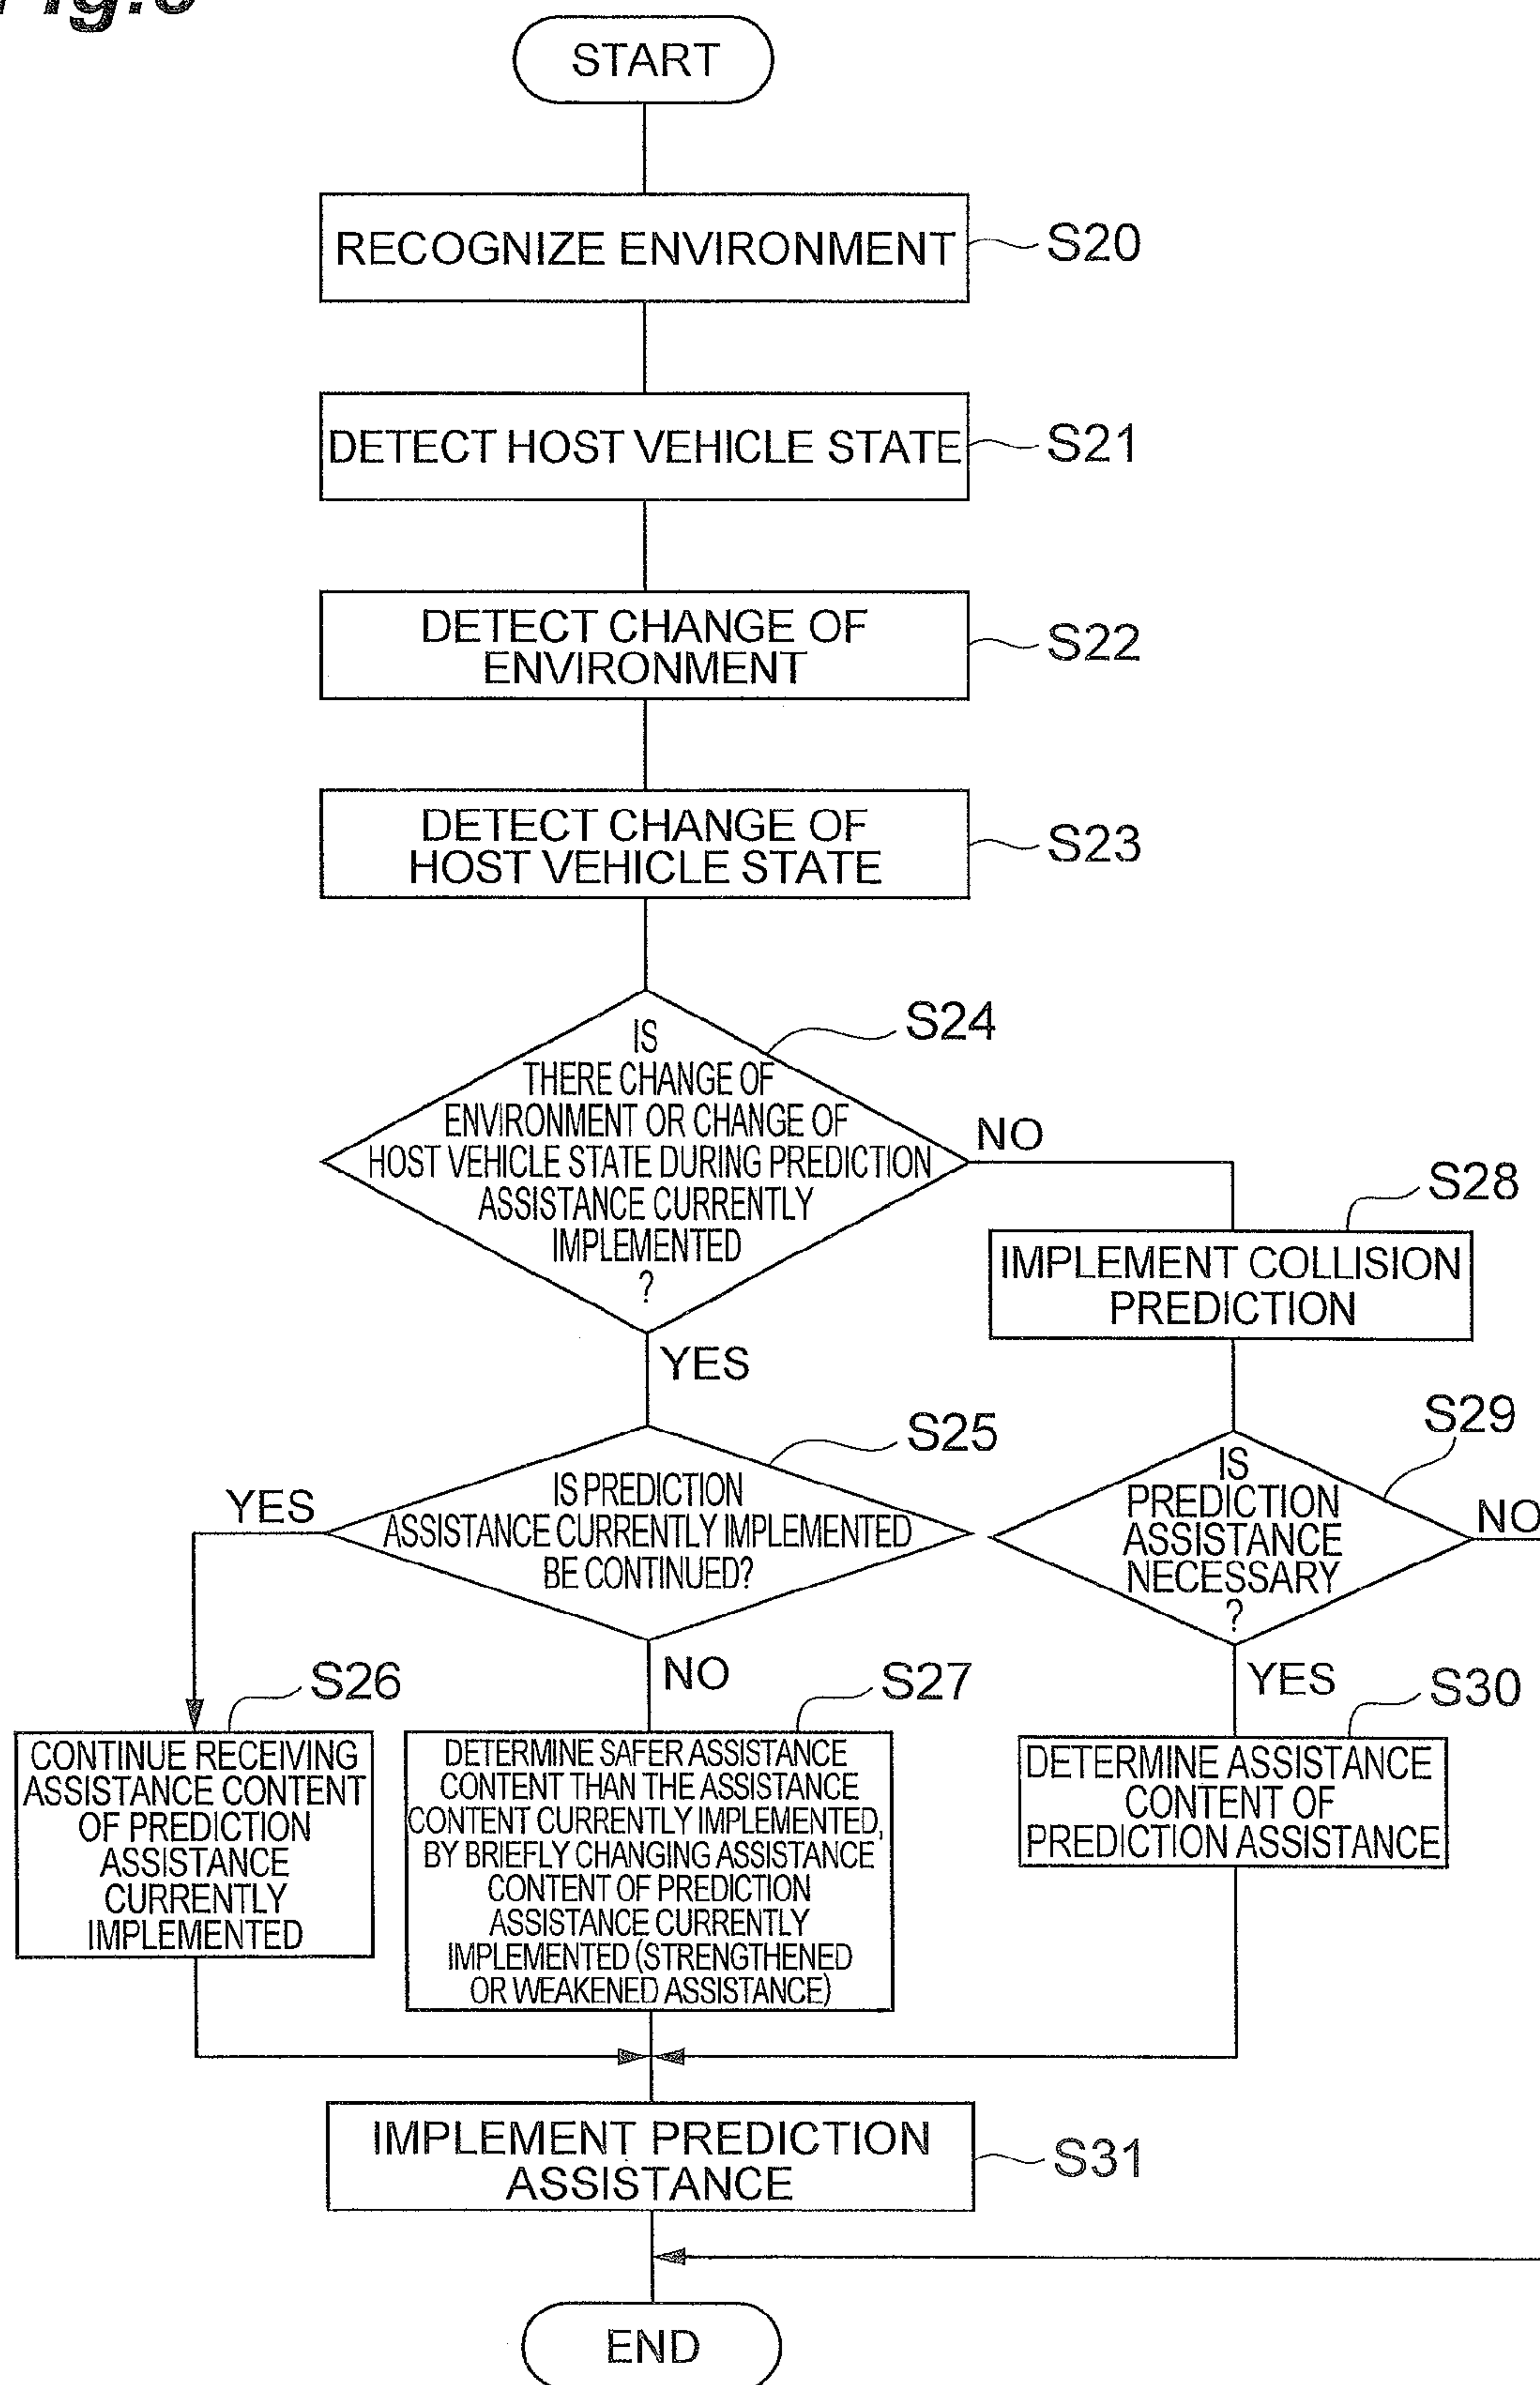 START
RECOGNIZE ENVIRONMENT
S20
DETECT HOST VEHICLE STATE
S21
DETECT CHANGE OF
ENVIRONMENT
S22
DETECT CHANGE OF
HOST VEHICLE STATE
S23
S24
IS
THERE CHANGE OF
ENVIRONMENT OR CHANGE OF
HOST VEHICLE STATE DURING PREDICTION
ASSISTANCE CURRENTLY
IMPLEMENTED
?
NO
YES
S28
IMPLEMENT COLLISION
PREDICTION
S25
IS PREDICTION
ASSISTANCE CURRENTLY IMPLEMENTED
BE CONTINUED?
YES
NO
S29
IS
PREDICTION
ASSISTANCE
NECESSARY
?
NO
YES
S26
CONTINUE RECEIVING
ASSISTANCE CONTENT
OF PREDICTION
ASSISTANCE
CURRENTLY
IMPLEMENTED
S27
DETERMINE SAFER ASSISTANCE
CONTENT THAN THE ASSISTANCE
CONTENT CURRENTLY IMPLEMENTED,
BY BRIEFLY CHANGING ASSISTANCE
CONTENT OF PREDICTION
ASSISTANCE CURRENTLY
IMPLEMENTED (STRENGTHENED
OR WEAKENED ASSISTANCE)
S30
DETERMINE ASSISTANCE
CONTENT OF
PREDICTION ASSISTANCE
IMPLEMENT PREDICTION
ASSISTANCE
S31
END